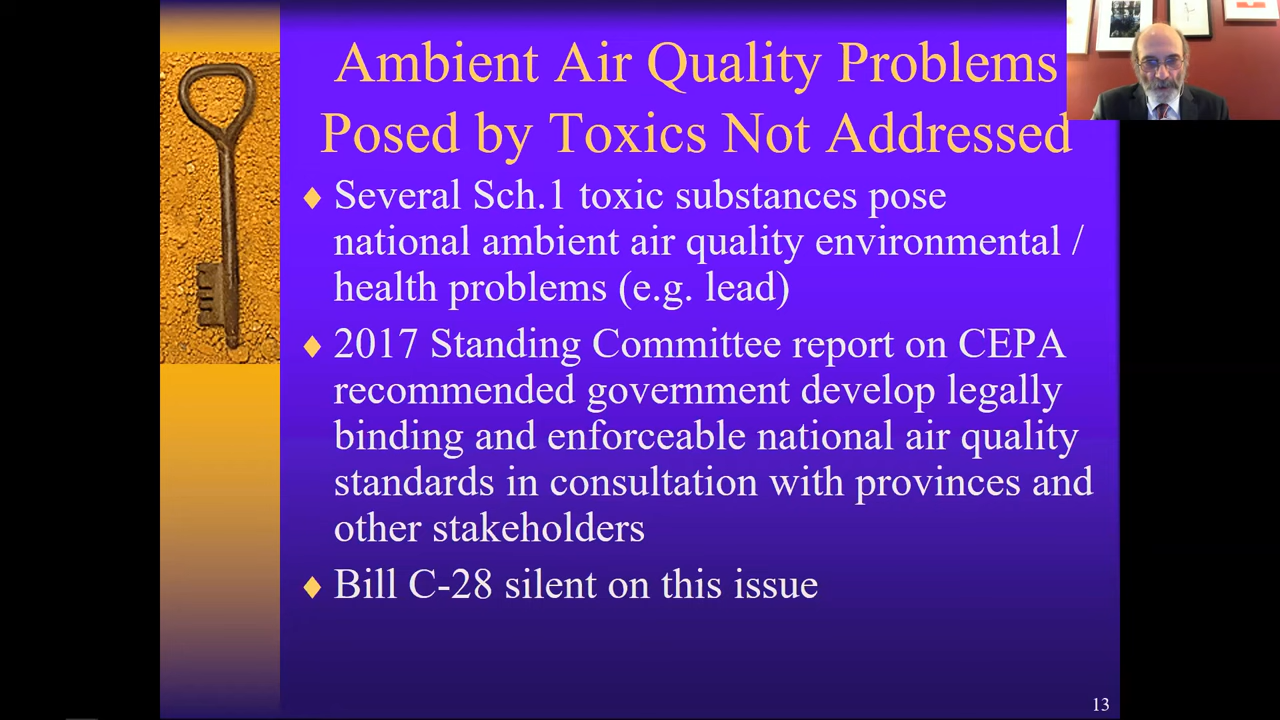 Ambient Air Quality Problems
Posed by Toxics Not Addressed
Several Sch.1 toxic substances pose
national ambient air quality environmental /
health problems (e.g. lead)
2017 Standing Committee report on CEPA
recommended government develop legally
binding and enforceable national air quality
standards in consultation with provinces and
other stakeholders
Bill C-28 silent on this issue
13